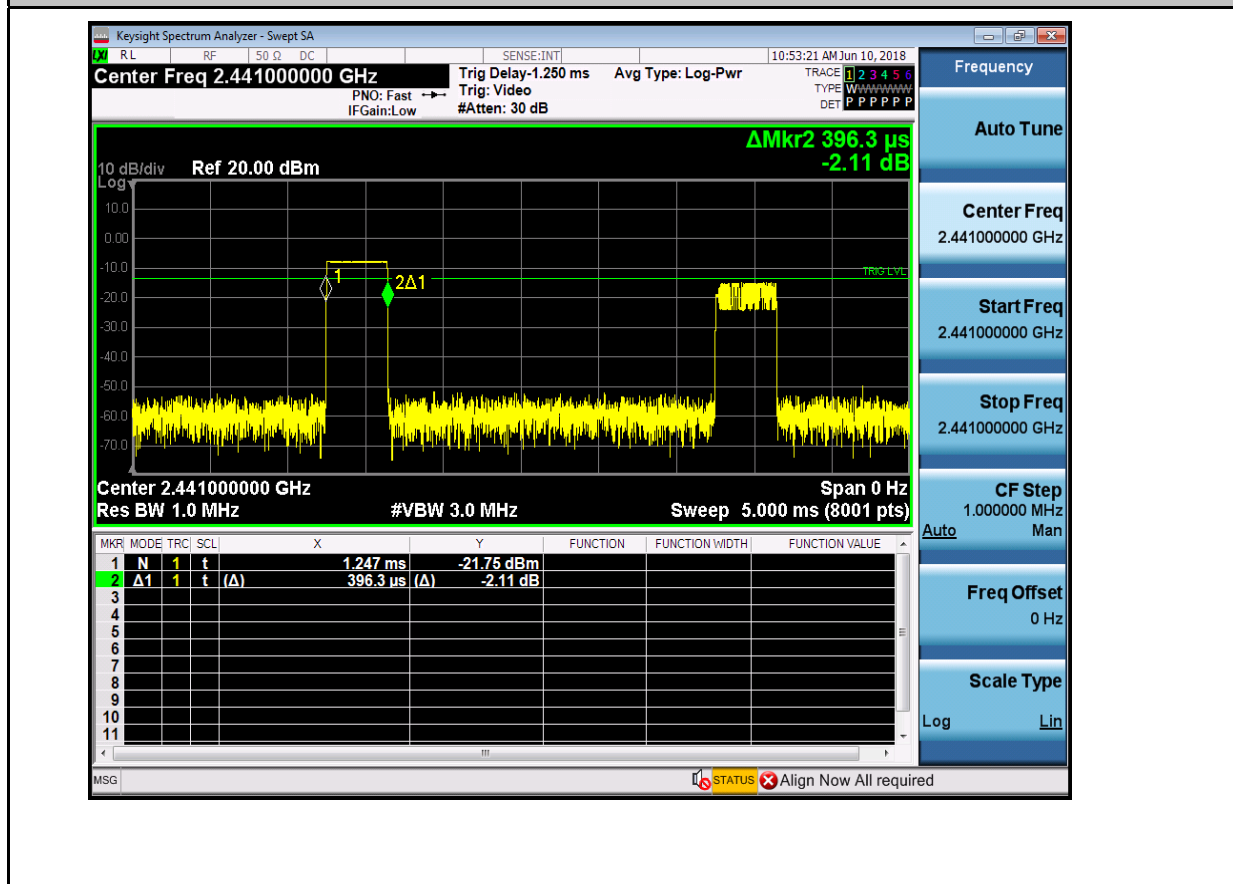 Keysight Spectrum Analyzer - Swept SA
LXI RL RF 50 Ω DC SENSE:INT 10:53:21 AM Jun 10, 2018
Center Freq 2.441000000 GHz
PNO: Fast
IFGain:Low
Trig Delay-1.250 ms
Trig: Video
#Atten: 30 dB
Avg Type: Log-Pwr
TRACE 1 2 3 4 5 6
TYPE WWWWWW
DET P P P P P P
ΔMkr2 396.3 µs
-2.11 dB
10 dB/div Ref 20.00 dBm
Log
10.0
0.00
-10.0
-20.0
-30.0
-40.0
-50.0
-60.0
-70.0
1
2Δ1
TRIG LVL
Center 2.441000000 GHz Span 0 Hz
Res BW 1.0 MHz #VBW 3.0 MHz Sweep 5.000 ms (8001 pts)
MKR MODE TRC SCL X Y FUNCTION FUNCTION WIDTH FUNCTION VALUE
1 N 1 t 1.247 ms -21.75 dBm
2 Δ1 1 t (Δ) 396.3 µs (Δ) -2.11 dB
3
4
5
6
7
8
9
10
11
MSG STATUS Align Now All required
Frequency
Auto Tune
Center Freq
2.441000000 GHz
Start Freq
2.441000000 GHz
Stop Freq
2.441000000 GHz
CF Step
1.000000 MHz
Auto Man
Freq Offset
0 Hz
Scale Type
Log Lin